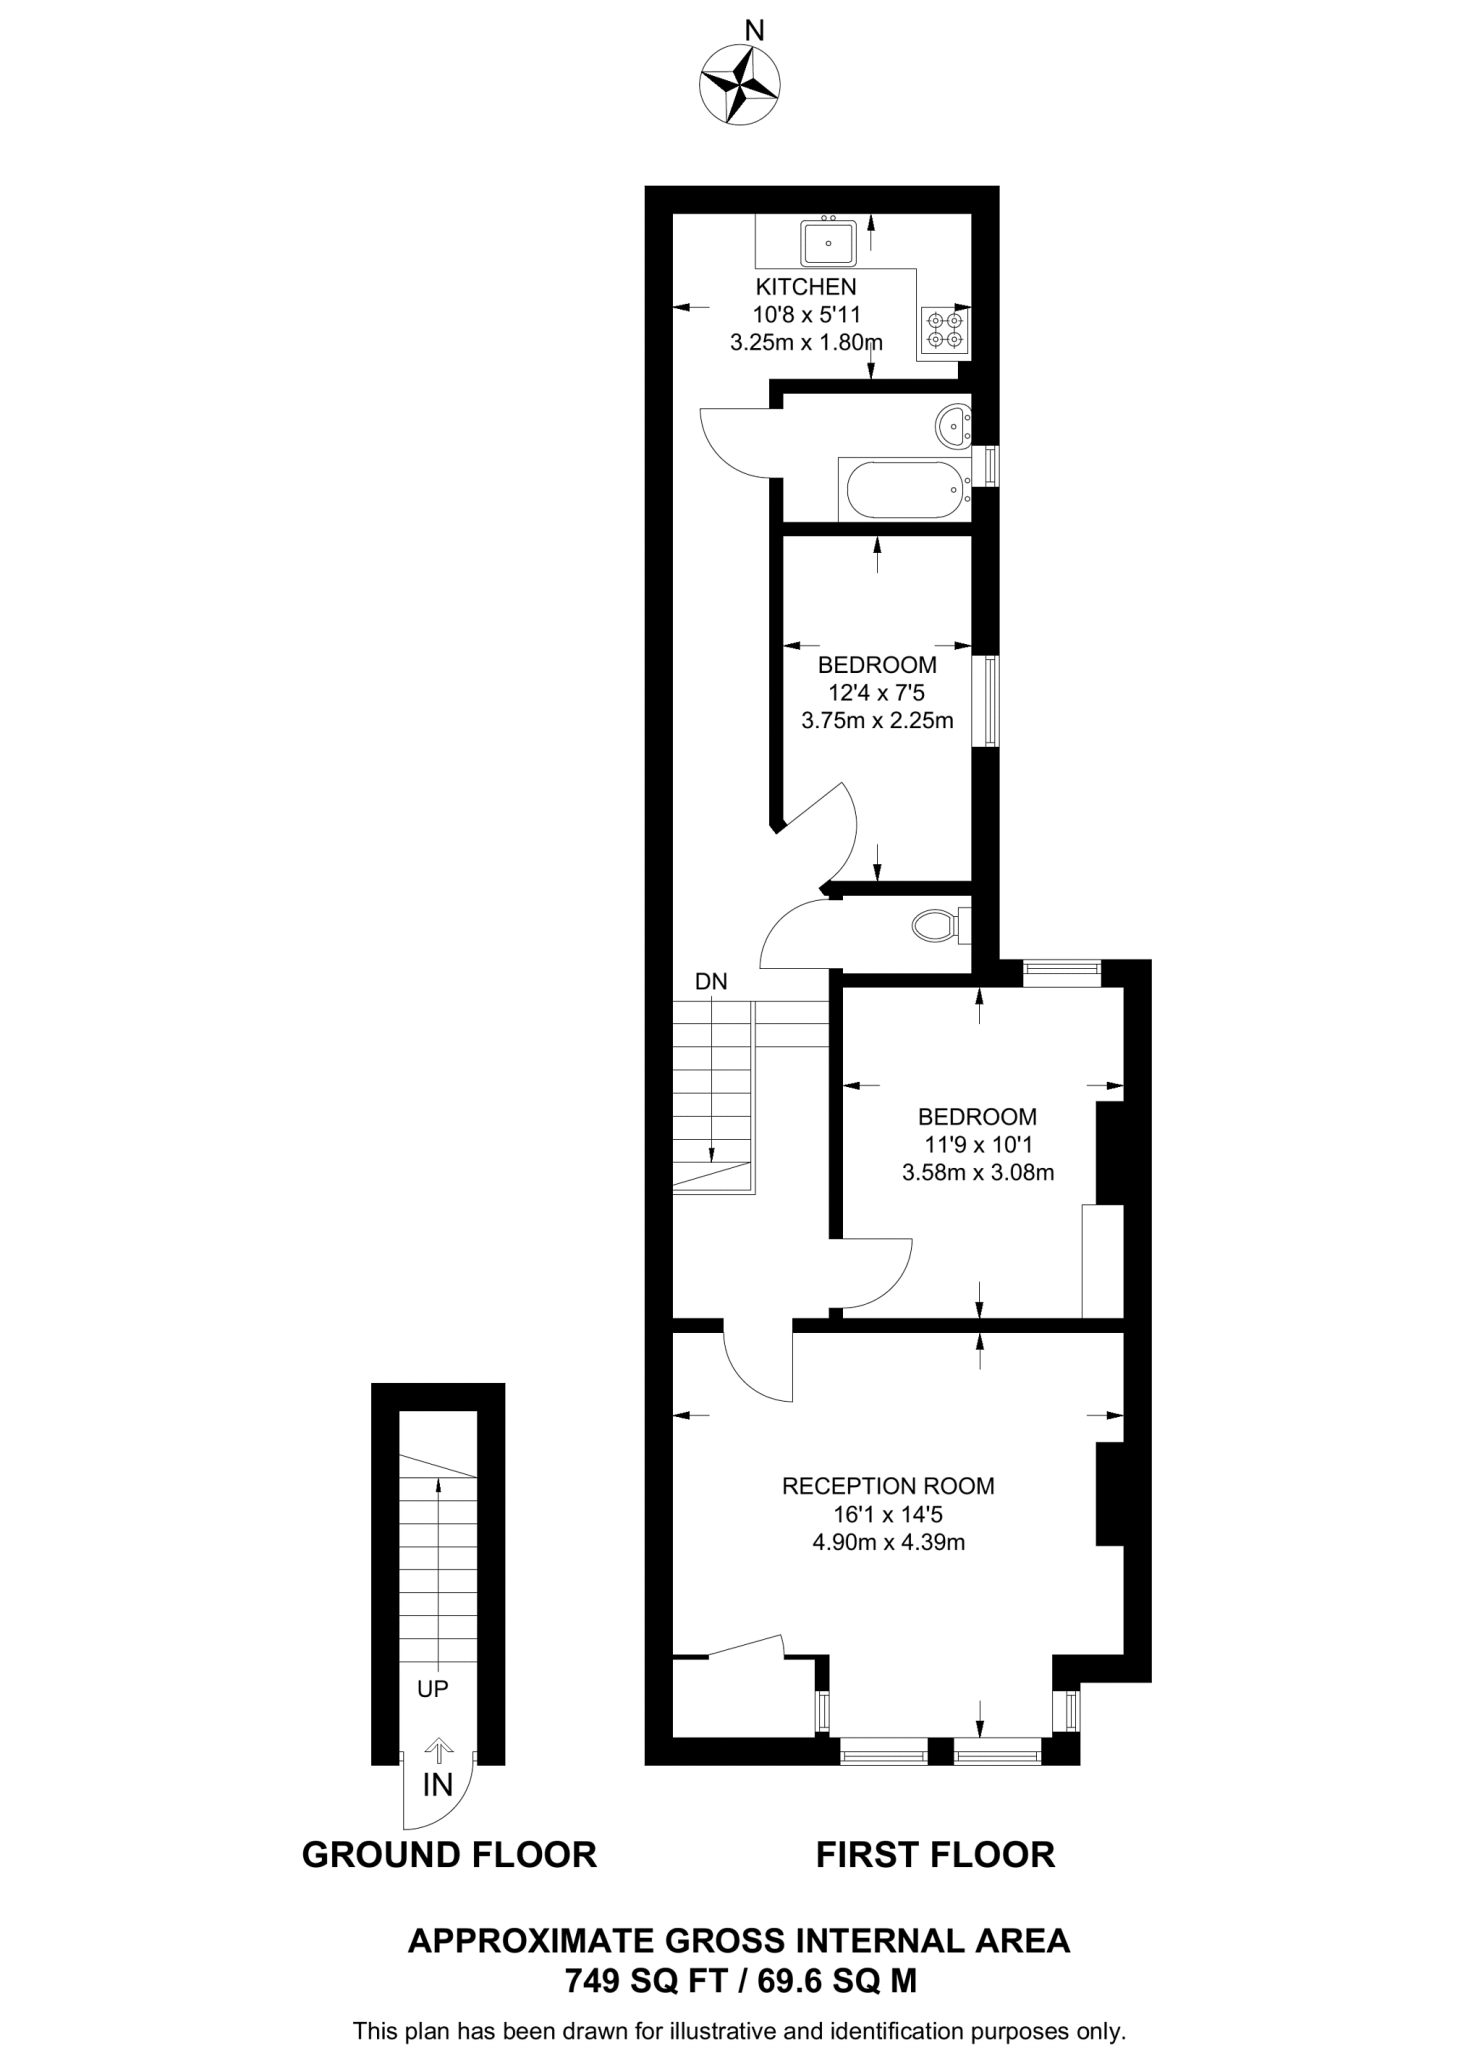 N
KITCHEN
10'8 x 5'11
3.25m x 1.80m
BEDROOM
12'4 x 7'5
3.75m x 2.25m
DN
BEDROOM
11'9 x 10'1
3.58m x 3.08m
RECEPTION ROOM
16'1 x 14'5
4.90m x 4.39m
UP
IN
GROUND FLOOR
FIRST FLOOR
APPROXIMATE GROSS INTERNAL AREA
749 SQ FT / 69.6 SQ M
This plan has been drawn for illustrative and identification purposes only.